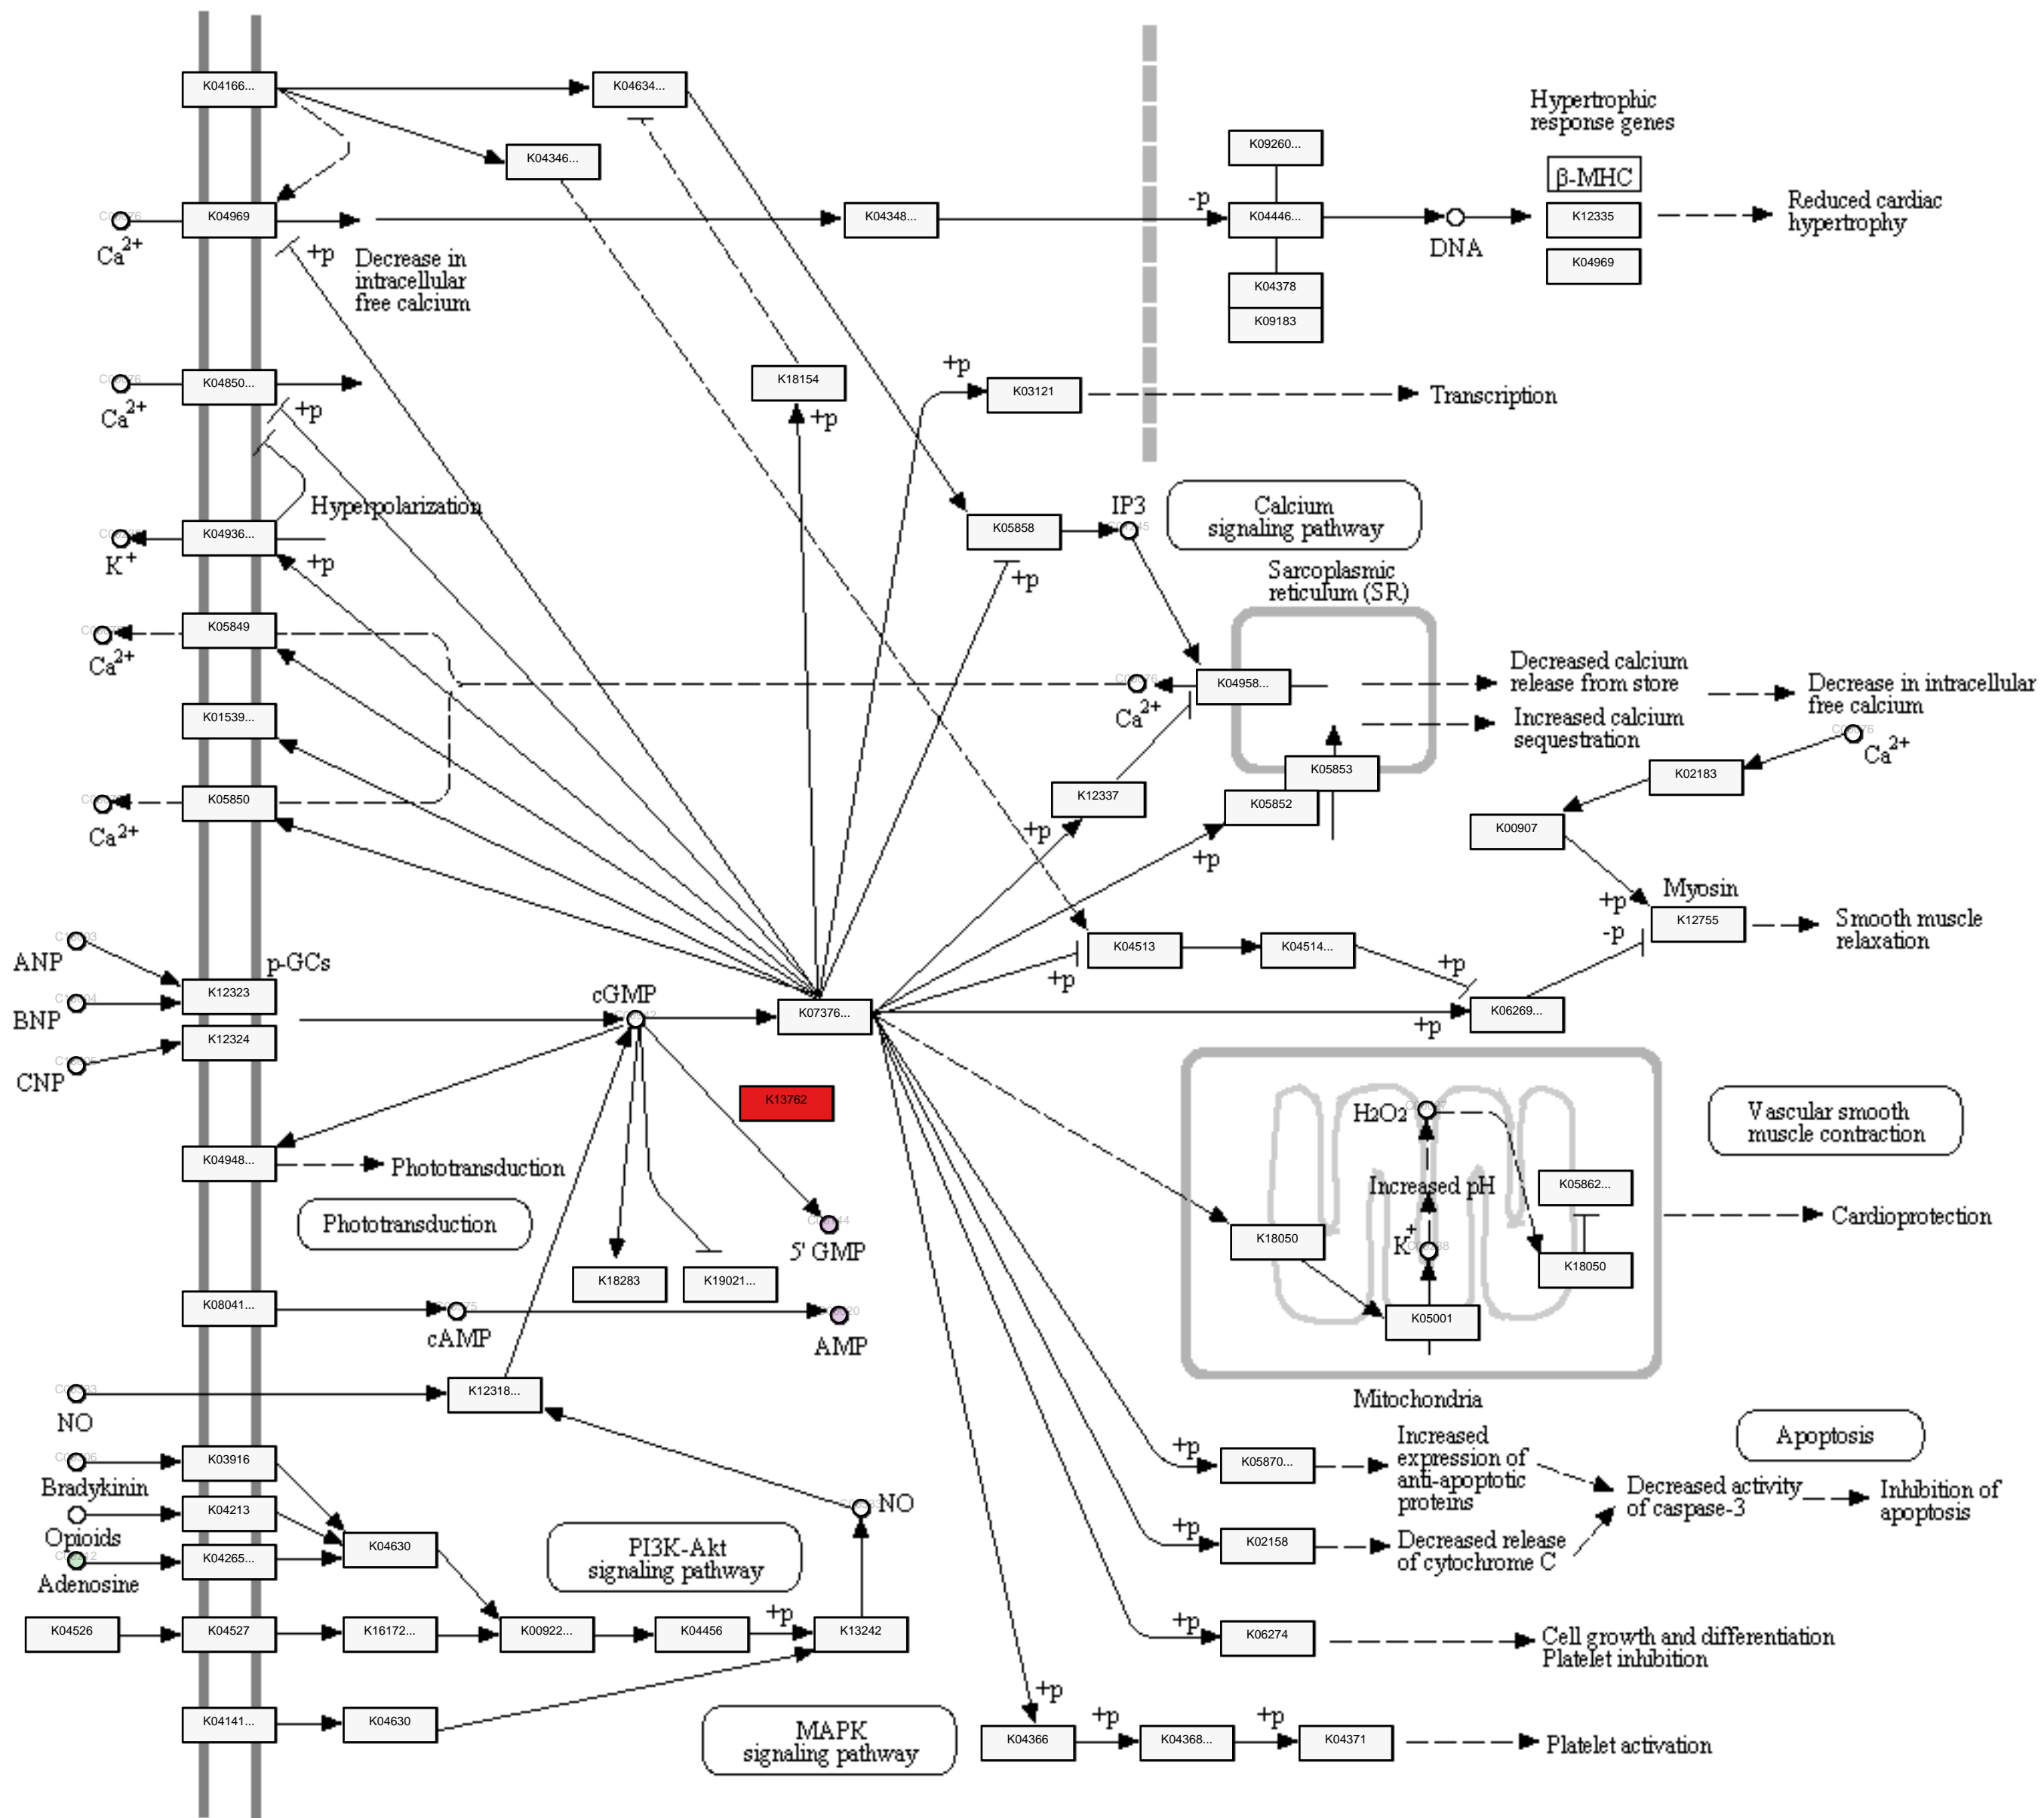 K04166...
K04634...
K04346...
Hypertrophic
response genes
K09260...
β-MHC
Ca2+
K04969
+p
Decrease in
intracellular
free calcium
K04348...
-p
K04446...
DNA
K12335
K04969
Reduced cardiac
hypertrophy
K04378
K09183
Ca2+
K04850...
+p
K18154
+p
+p
K03121
Transcription
Hyperpolarization
K+
K04936...
+p
K05858
+p
IP3
Calcium
signaling pathway
Sarcoplasmic
reticulum (SR)
Ca2+
K05849
K01539...
Ca2+
K05850
Ca2+
K04958...
Decreased calcium
release from store
Increased calcium
sequestration
Decrease in intracellular
free calcium
Ca2+
K05853
K05852
K12337
+p
+p
K02183
K00907
+p
-p
Myosin
K12755
Smooth muscle
relaxation
K04513
+p
K04514...
+p
K06269...
+p
ANP
BNP
CNP
p-GCs
K12323
K12324
cGMP
K07376...
K13762
K04948...
Phototransduction
Phototransduction
5' GMP
K18283
K19021...
K08041...
cAMP
AMP
H2O2
Increased pH
K+
K18050
K05001
K05862...
K18050
Mitochondria
Vascular smooth
muscle contraction
Cardioprotection
NO
K12318...
Bradykinin
K03916
Opioids
K04213
Adenosine
K04265...
K04630
NO
PI3K-Akt
signaling pathway
K04526
K04527
K16172...
K00922...
K04456
+p
K13242
K04141...
K04630
MAPK
signaling pathway
+p
K05870...
Increased
expression of
anti-apoptotic
proteins
Apoptosis
Decreased activity
of caspase-3
Inhibition of
apoptosis
+p
K02158
Decreased release
of cytochrome C
+p
K06274
Cell growth and differentiation
Platelet inhibition
+p
K04366
+p
K04368...
+p
K04371
Platelet activation